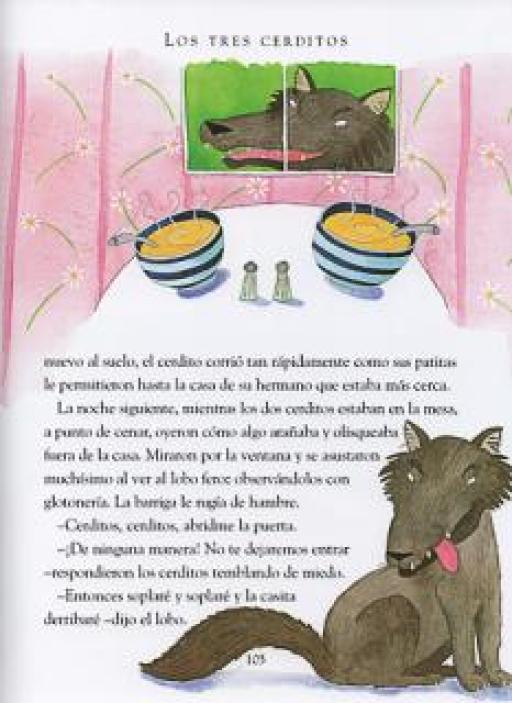 LOS TRES CERDITOS
nuevo al suelo, el cerdito corrió tan rápidamente como sus patitas
le permitieron hasta la casa de su hermano que estaba más cerca.
La noche siguiente, mientras los dos cerditos estaban en la mesa,
a punto de cenar, oyeron cómo algo arañaba y olisqueaba
fuera de la casa. Miraron por la ventana y se asustaron
muchísimo al ver al lobo feroz observándolos con
glotonería. La barriga le rugía de hambre.
–Cerditos, cerditos, abridme la puerta.
–¡De ninguna manera! No te dejaremos entrar
–respondieron los cerditos temblando de miedo.
–Entonces soplaré y soplaré y la casita
derribaré –dijo el lobo.
105